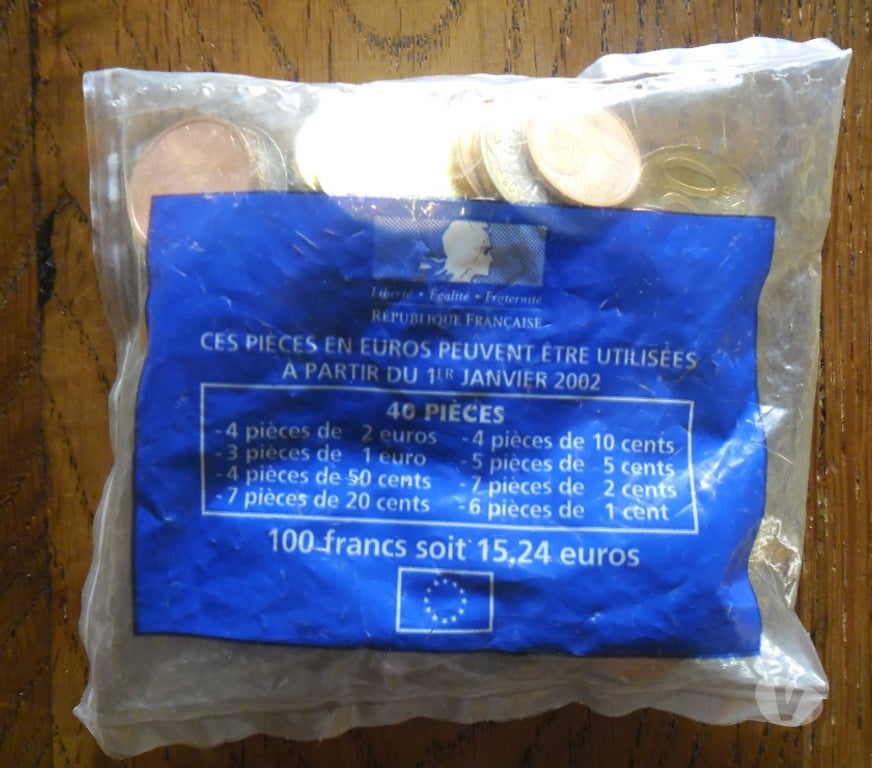 Liberté • Égalité • Fraternité
RÉPUBLIQUE FRANÇAISE
CES PIÈCES EN EUROS PEUVENT ÊTRE UTILISÉES
À PARTIR DU 1ER JANVIER 2002
40 PIÈCES
-4 pièces de 2 euros
-3 pièces de 1 euro
-4 pièces de 50 cents
-7 pièces de 20 cents
-4 pièces de 10 cents
-5 pièces de 5 cents
-7 pièces de 2 cents
-6 pièces de 1 cent
100 francs soit 15,24 euros
20
V